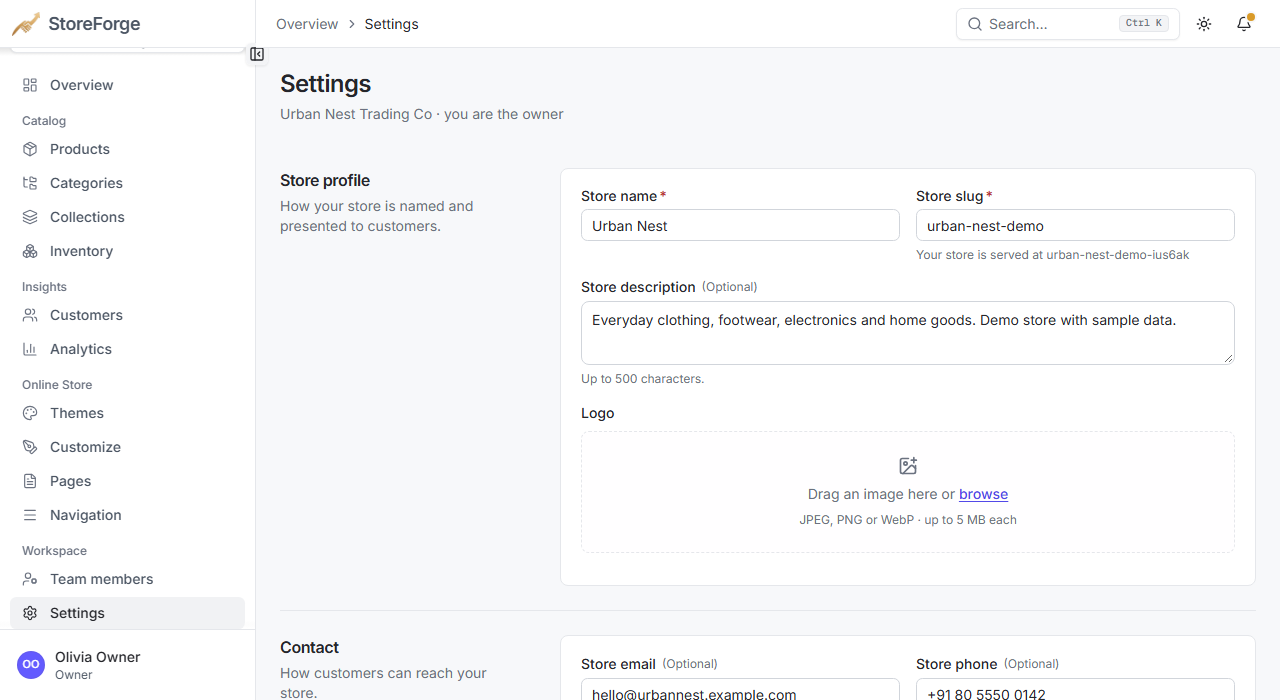 StoreForge
Overview > Settings
Search...
Ctrl K
Overview
Catalog
Products
Categories
Collections
Inventory
Insights
Customers
Analytics
Online Store
Themes
Customize
Pages
Navigation
Workspace
Team members
Settings
OO
Olivia Owner
Owner
Settings
Urban Nest Trading Co · you are the owner
Store profile
How your store is named and
presented to customers.
Store name*
Urban Nest
Store slug*
urban-nest-demo
Your store is served at urban-nest-demo-ius6ak
Store description (Optional)
Everyday clothing, footwear, electronics and home goods. Demo store with sample data.
Up to 500 characters.
Logo
Drag an image here or browse
JPEG, PNG or WebP · up to 5 MB each
Contact
How customers can reach your
store.
Store email (Optional)
hello@urbannest.example.com
Store phone (Optional)
+91 80 5550 0142